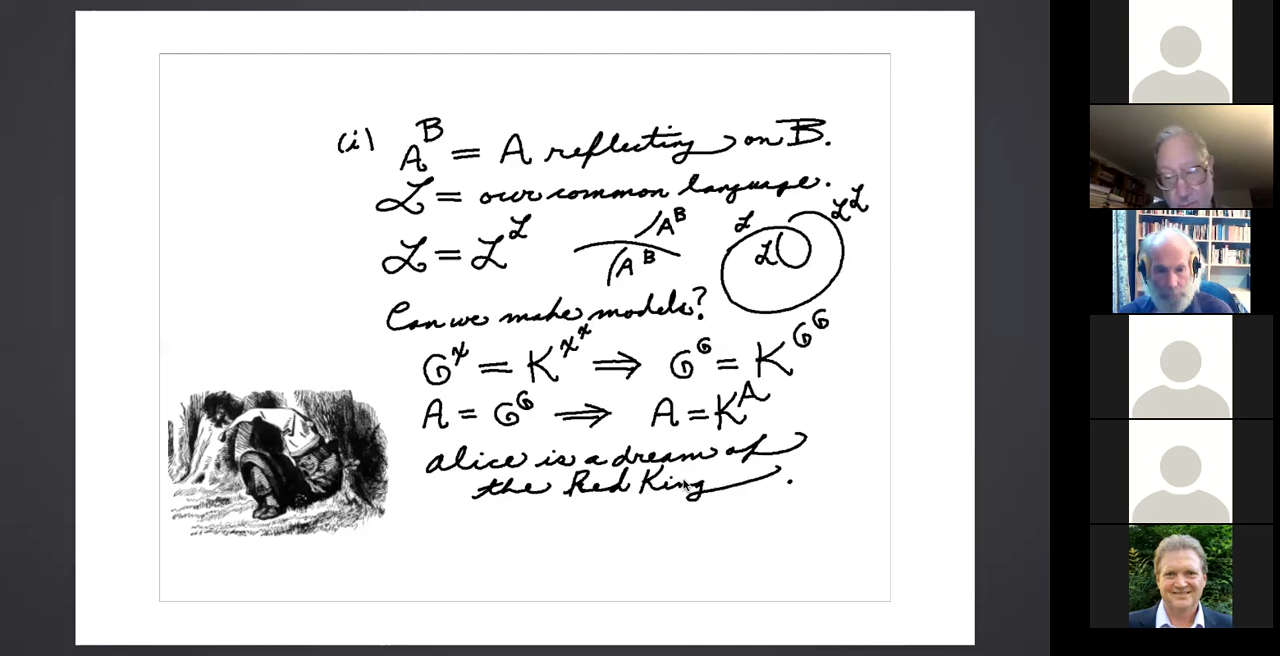 (i) A^B = A reflecting on B.
ℒ = our common language.
ℒ = ℒ^ℒ
A^B
A^B
ℒ
ℒ
ℒ^ℒ
Can we make models?
G^x = K^x^x ⟹ G^G = K^G^G
A = G^G ⟹ A = K^A
Alice is a dream of
the Red King.